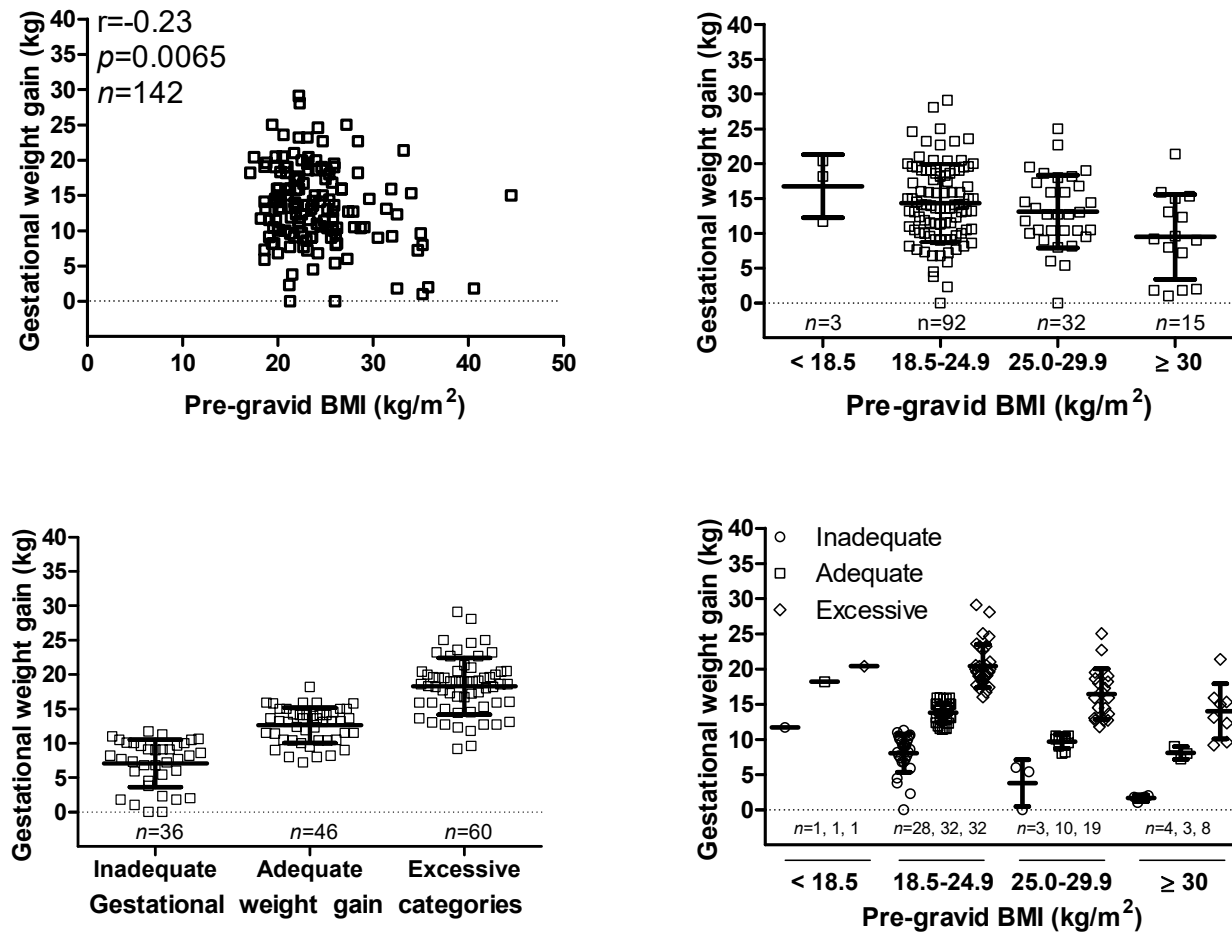 r=-0.23
p=0.0065
n=142
Gestational weight gain (kg)
40
35
30
25
20
15
10
5
0
0 10 20 30 40 50
Pre-gravid BMI (kg/m²)
Gestational weight gain (kg)
40
35
30
25
20
15
10
5
0
n=3 n=92 n=32 n=15
< 18.5 18.5-24.9 25.0-29.9 ≥ 30
Pre-gravid BMI (kg/m²)
Gestational weight gain (kg)
40
35
30
25
20
15
10
5
0
n=36 n=46 n=60
Inadequate Adequate Excessive
Gestational weight gain categories
Gestational weight gain (kg)
40
35
30
25
20
15
10
5
0
Inadequate
Adequate
Excessive
n=1, 1, 1 n=28, 32, 32 n=3, 10, 19 n=4, 3, 8
< 18.5 18.5-24.9 25.0-29.9 ≥ 30
Pre-gravid BMI (kg/m²)